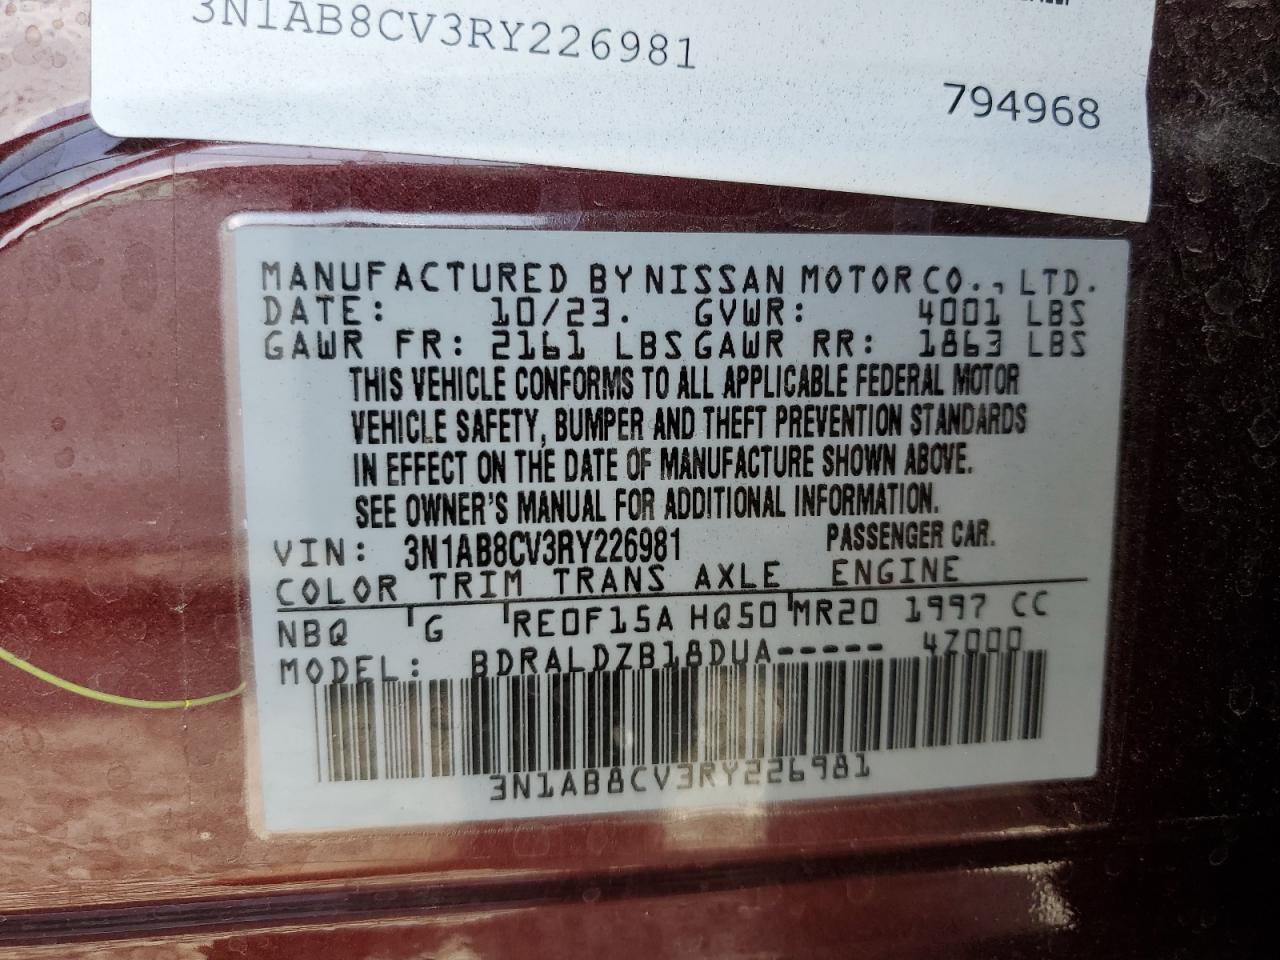 3N1AB8CV3RY226981
794968
MANUFACTURED BY NISSAN MOTOR CO., LTD.
DATE: 10/23. GVWR: 4001 LBS
GAWR FR: 2161 LBS GAWR RR: 1863 LBS
THIS VEHICLE CONFORMS TO ALL APPLICABLE FEDERAL MOTOR
VEHICLE SAFETY, BUMPER AND THEFT PREVENTION STANDARDS
IN EFFECT ON THE DATE OF MANUFACTURE SHOWN ABOVE.
SEE OWNER'S MANUAL FOR ADDITIONAL INFORMATION.
VIN: 3N1AB8CV3RY226981 PASSENGER CAR.
COLOR TRIM TRANS AXLE ENGINE
NBQ G RE0F15A HQ50 MR20 1997 CC
MODEL: BDRALDZB18DUA----- 4Z000
3N1AB8CV3RY226981